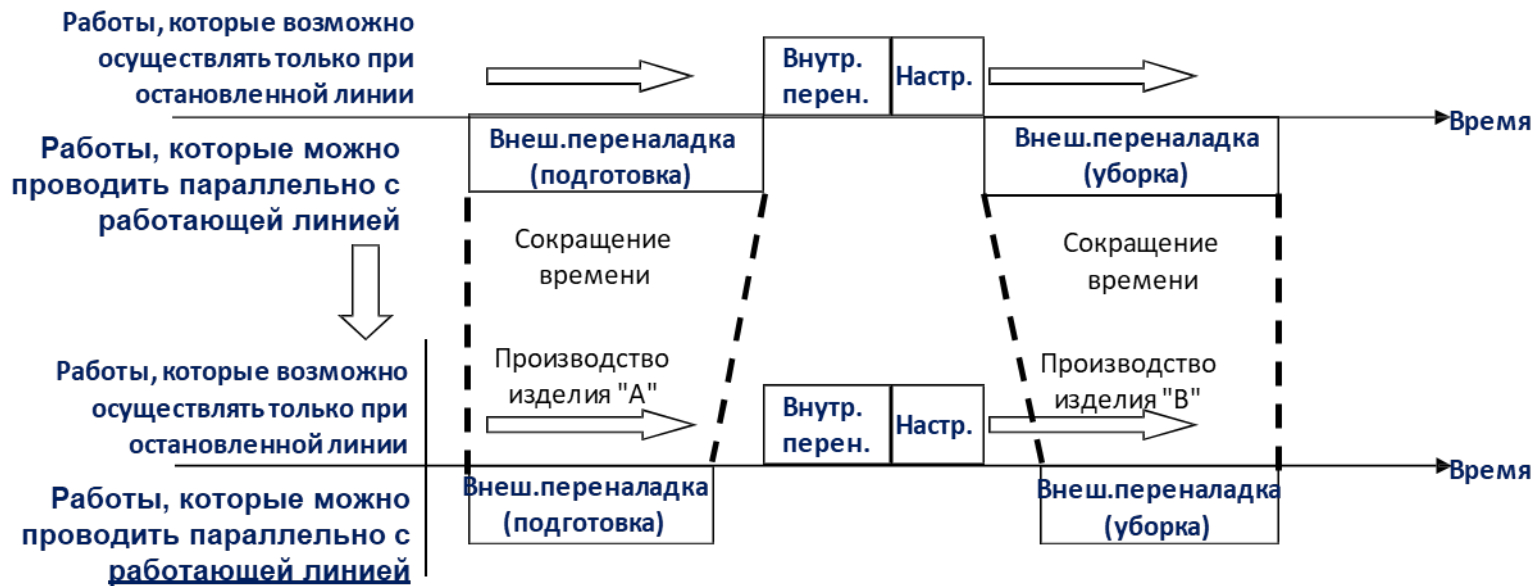 Работы, которые возможно
осуществлять только при
остановленной линии
Внутр.
перен.
Настр.
Время
Работы, которые можно
проводить параллельно с
работающей линией
Внеш.переналадка
(подготовка)
Внеш.переналадка
(уборка)
Сокращение
времени
Сокращение
времени
Работы, которые возможно
осуществлять только при
остановленной линии
Производство
изделия "А"
Внутр.
перен.
Настр.
Производство
изделия "В"
Время
Работы, которые можно
проводить параллельно с
работающей линией
Внеш.переналадка
(подготовка)
Внеш.переналадка
(уборка)